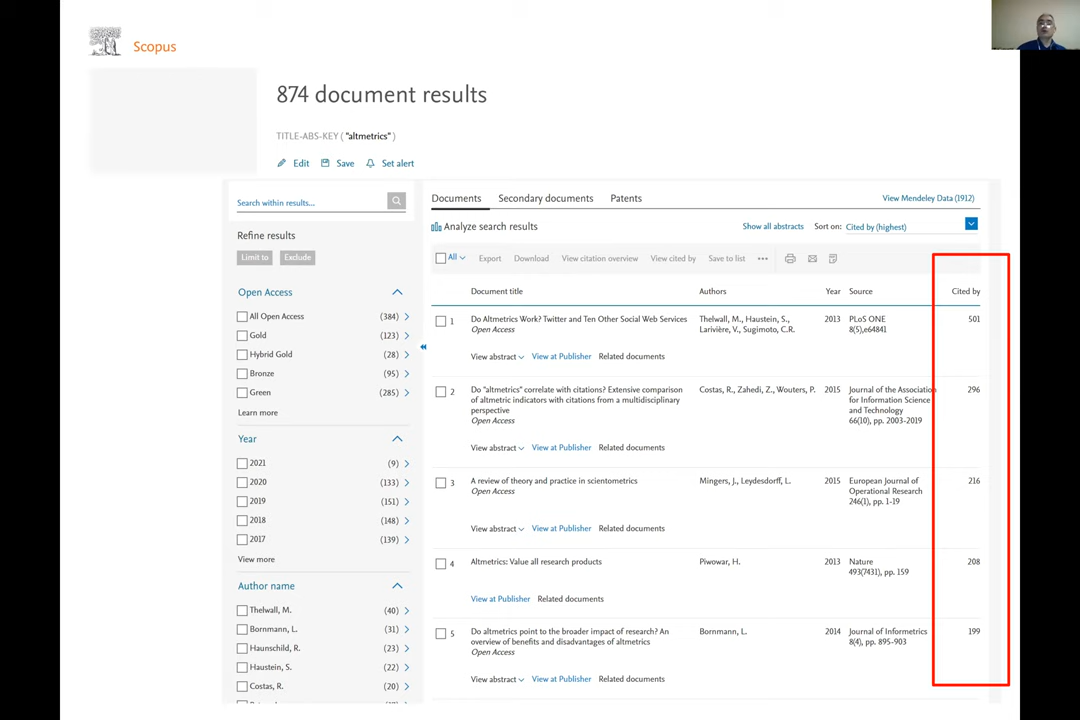 Scopus
874 document results
TITLE-ABS-KEY ( "altmetrics" )
Edit Save Set alert
Search within results...
Refine results
Limit to Exclude
Open Access
All Open Access (384)
Gold (123)
Hybrid Gold (28)
Bronze (95)
Green (285)
Learn more
Year
2021 (9)
2020 (133)
2019 (151)
2018 (148)
2017 (139)
View more
Author name
Thelwall, M. (40)
Bornmann, L. (31)
Haunschild, R. (23)
Haustein, S. (22)
Costas, R. (20)
Documents Secondary documents Patents
View Mendeley Data (1912)
Analyze search results
Show all abstracts Sort on: Cited by (highest)
All Export Download View citation overview View cited by Save to list •••
Document title Authors Year Source Cited by
1 Do Altmetrics Work? Twitter and Ten Other Social Web Services Thelwall, M., Haustein, S., 2013 PLoS ONE 501
Open Access Larivière, V., Sugimoto, C.R. 8(5),e64841
View abstract View at Publisher Related documents
2 Do "altmetrics" correlate with citations? Extensive comparison Costas, R., Zahedi, Z., Wouters, P. 2015 Journal of the Association 296
of altmetric indicators with citations from a multidisciplinary for Information Science
perspective and Technology
Open Access 66(10), pp. 2003-2019
View abstract View at Publisher Related documents
3 A review of theory and practice in scientometrics Mingers, J., Leydesdorff, L. 2015 European Journal of 216
Open Access Operational Research
246(1), pp. 1-19
View abstract View at Publisher Related documents
4 Altmetrics: Value all research products Piwowar, H. 2013 Nature 208
493(7431), pp. 159
View at Publisher Related documents
5 Do altmetrics point to the broader impact of research? An Bornmann, L. 2014 Journal of Informetrics 199
overview of benefits and disadvantages of altmetrics 8(4), pp. 895-903
Open Access
View abstract View at Publisher Related documents